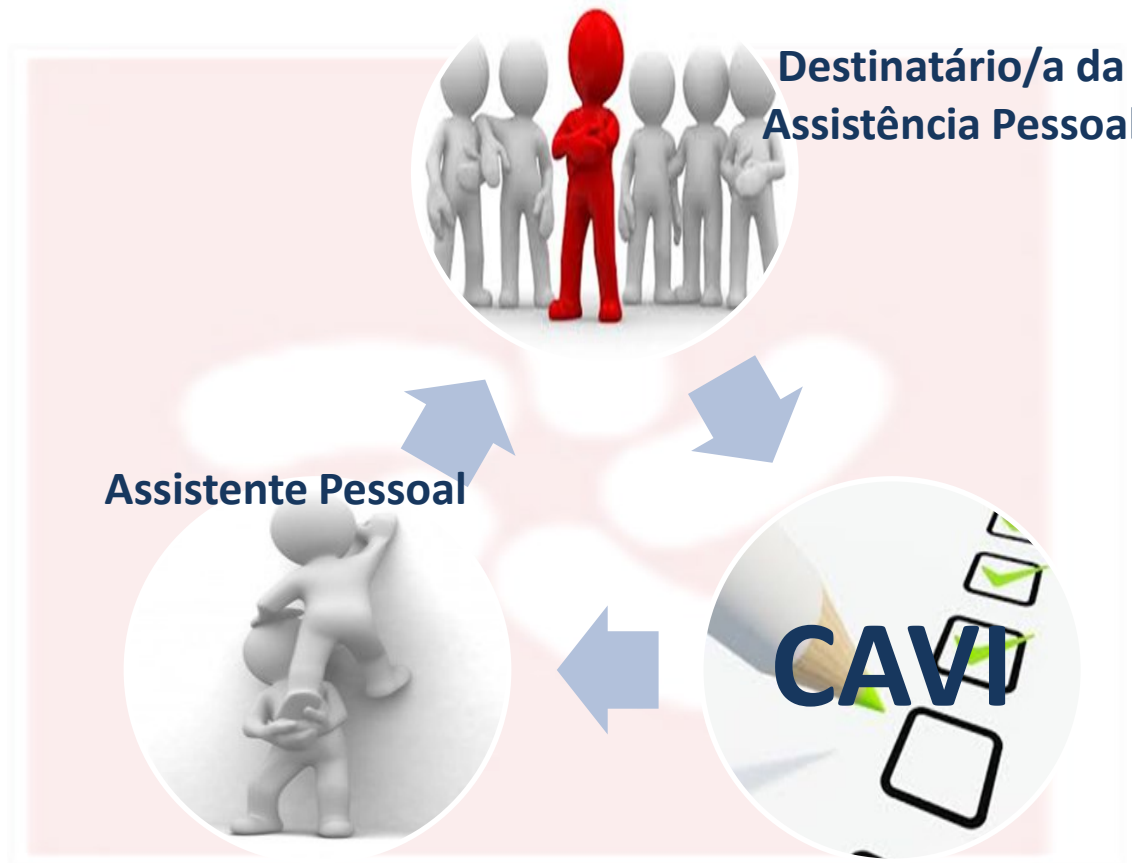 Destinatário/a da
Assistência Pessoal
Assistente Pessoal
CAVI